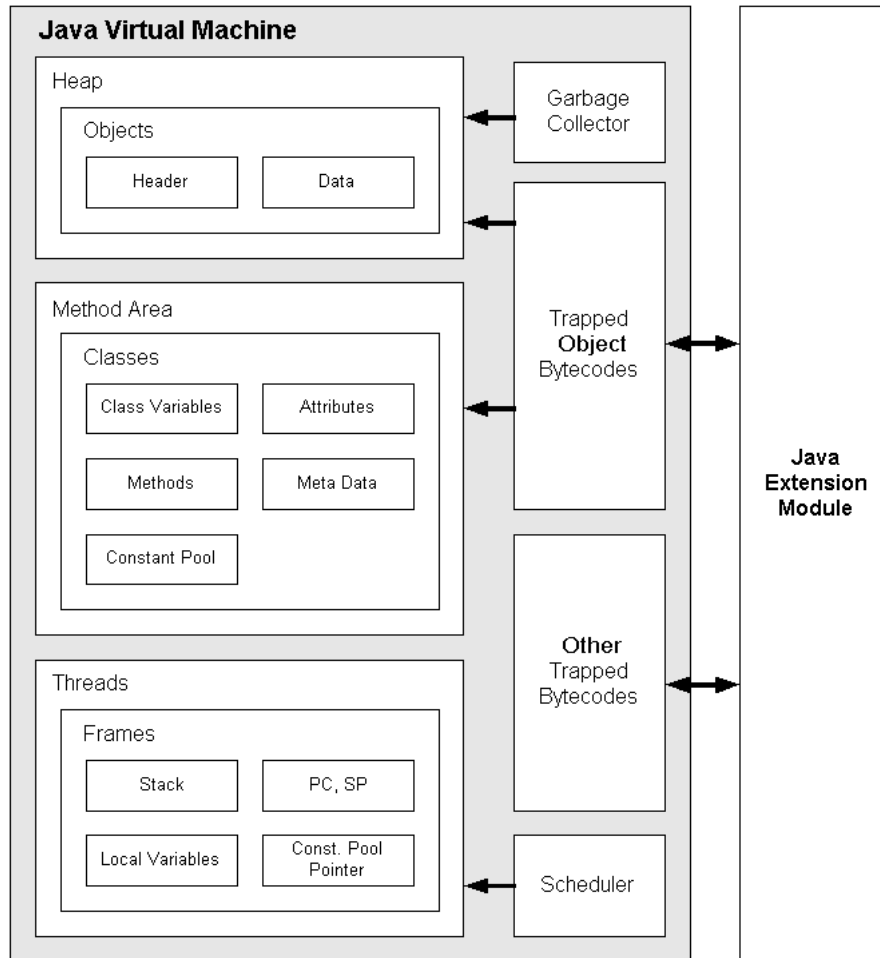 Java Virtual Machine
Heap
Objects
Header
Data
Garbage
Collector
Method Area
Classes
Class Variables
Attributes
Methods
Meta Data
Constant Pool
Trapped
Object
Bytecodes
Other
Trapped
Bytecodes
Threads
Frames
Stack
PC, SP
Local Variables
Const. Pool
Pointer
Scheduler
Java
Extension
Module